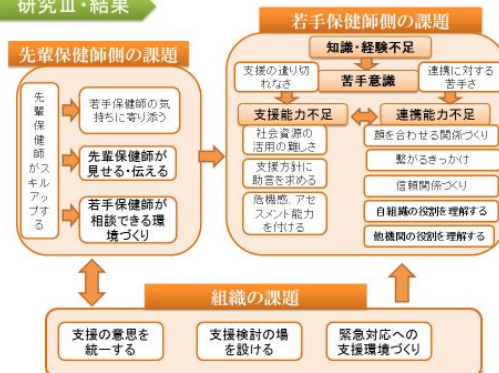 研究Ⅲ・結果
先輩保健師側の課題
先輩保健師がスキルアップする
若手保健師の気
持ちに寄り添う
先輩保健師が
見せる・伝える
若手保健師が
相談できる環
境づくり
若手保健師側の課題
知識・経験不足
支援の遣り切
れなさ
苦手意識
連携に対する
苦手さ
支援能力不足
連携能力不足
社会資源の
活用の難しさ
支援方針に
助言を求める
危機感、アセ
スメント能力
を付ける
顔を合わせる関係づくり
繋がるきっかけ
信頼関係づくり
自組織の役割を理解する
他機関の役割を理解する
組織の課題
支援の意思を
統一する
支援検討の場
を設ける
緊急対応への
支援環境づくり